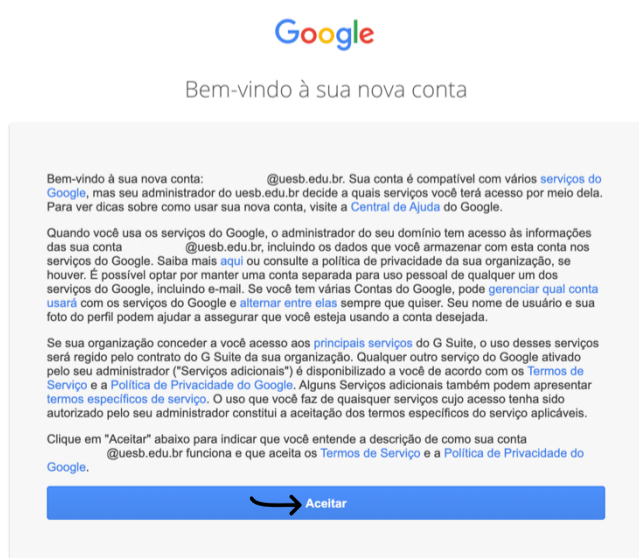 Google
Bem-vindo à sua nova conta
Bem-vindo à sua nova conta: @uesb.edu.br. Sua conta é compatível com vários serviços do
Google, mas seu administrador do uesb.edu.br decide a quais serviços você terá acesso por meio dela.
Para ver dicas sobre como usar sua nova conta, visite a Central de Ajuda do Google.
Quando você usa os serviços do Google, o administrador do seu domínio tem acesso às informações
das sua conta @uesb.edu.br, incluindo os dados que você armazenar com esta conta nos
serviços do Google. Saiba mais aqui ou consulte a política de privacidade da sua organização, se
houver. É possível optar por manter uma conta separada para uso pessoal de qualquer um dos
serviços do Google, incluindo e-mail. Se você tem várias Contas do Google, pode gerenciar qual conta
usará com os serviços do Google e alternar entre elas sempre que quiser. Seu nome de usuário e sua
foto do perfil podem ajudar a assegurar que você esteja usando a conta desejada.
Se sua organização conceder a você acesso aos principais serviços do G Suite, o uso desses serviços
será regido pelo contrato do G Suite da sua organização. Qualquer outro serviço do Google ativado
pelo seu administrador ("Serviços adicionais") é disponibilizado a você de acordo com os Termos de
Serviço e a Política de Privacidade do Google. Alguns Serviços adicionais também podem apresentar
termos específicos de serviço. O uso que você faz de quaisquer serviços cujo acesso tenha sido
autorizado pelo seu administrador constitui a aceitação dos termos específicos do serviço aplicáveis.
Clique em "Aceitar" abaixo para indicar que você entende a descrição de como sua conta
@uesb.edu.br funciona e que aceita os Termos de Serviço e a Política de Privacidade do
Google.
Aceitar